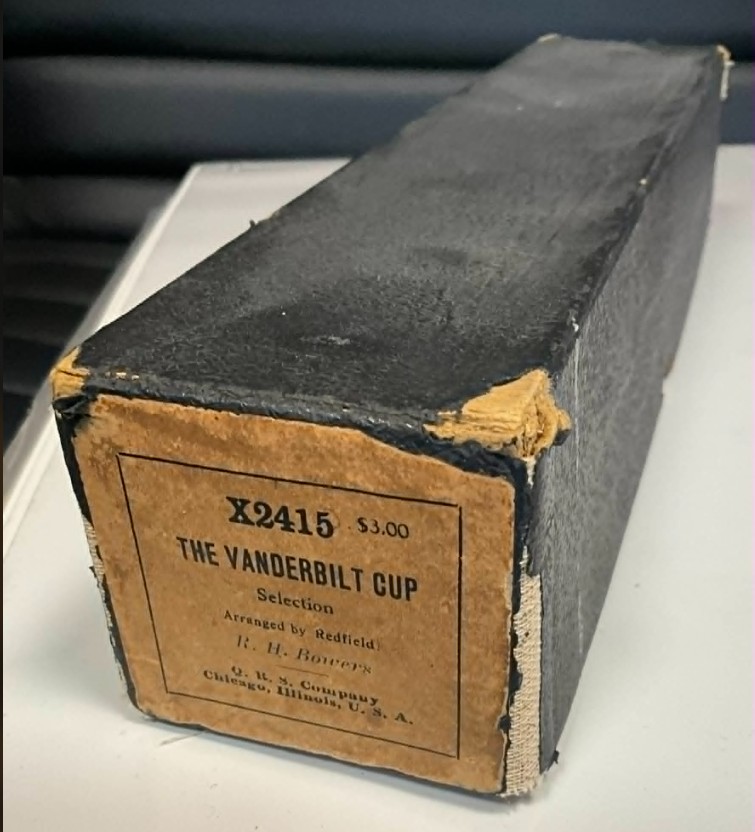 X2415 $3.00
THE VANDERBILT CUP
Selection
Arranged by Redfield
R. H. Bowers
Q. R. S. Company
Chicago, Illinois, U. S. A.